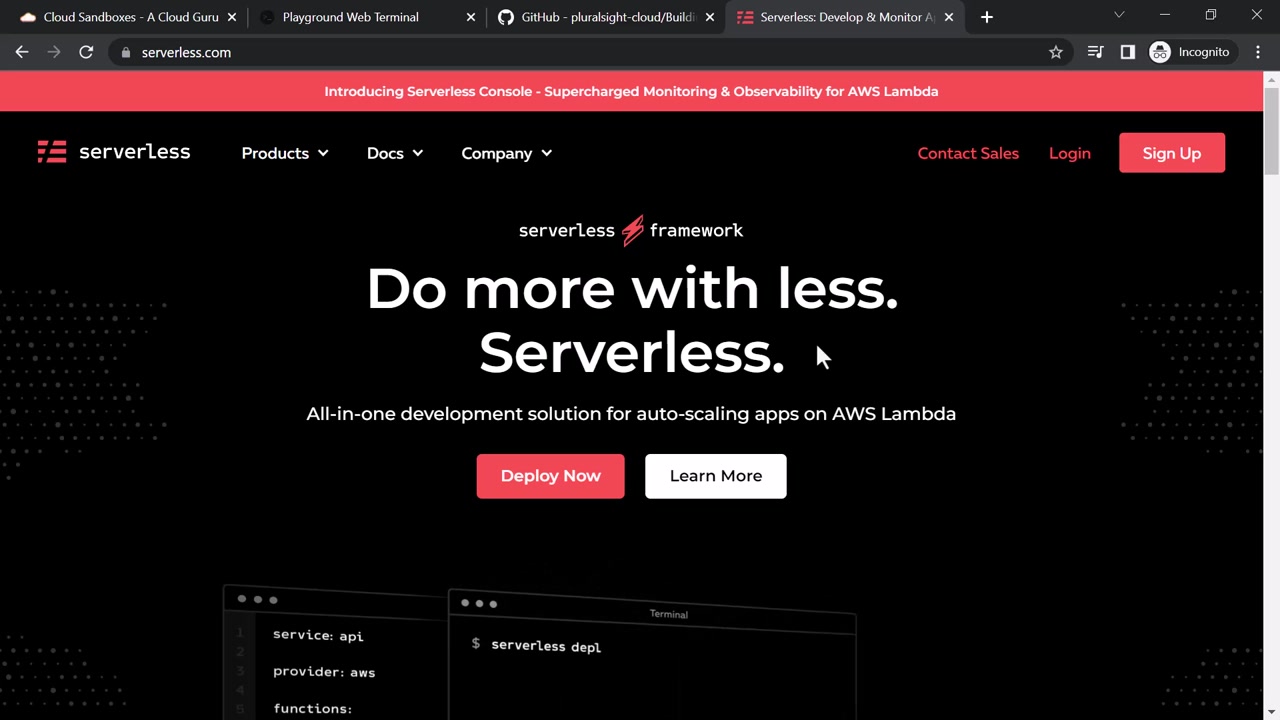 Cloud Sandboxes - A Cloud Guru
Playground Web Terminal
GitHub - pluralsight-cloud/Buildi
Serverless: Develop & Monitor A
serverless.com
Incognito
Introducing Serverless Console - Supercharged Monitoring & Observability for AWS Lambda
serverless
Products
Docs
Company
Contact Sales
Login
Sign Up
serverless framework
Do more with less.
Serverless.
All-in-one development solution for auto-scaling apps on AWS Lambda
Deploy Now
Learn More
1 service: api
2
3 provider: aws
4
5 functions:
Terminal
$ serverless depl